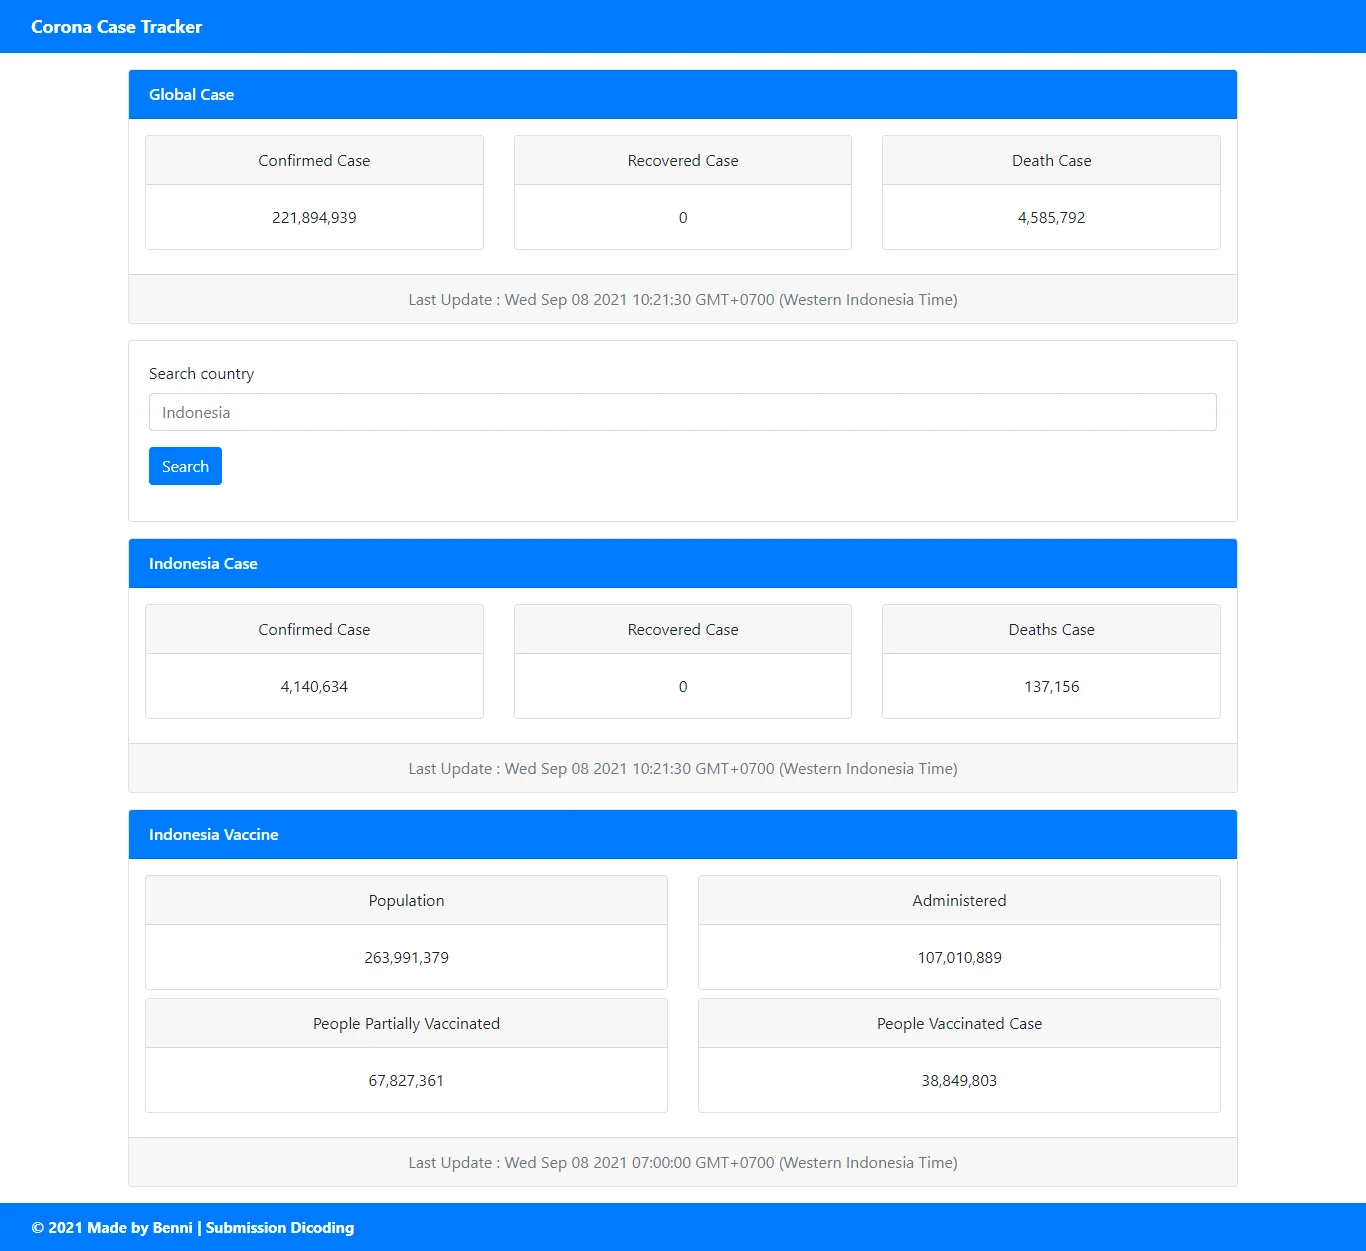 Corona Case Tracker
Global Case
Confirmed Case
221,894,939
Recovered Case
0
Death Case
4,585,792
Last Update : Wed Sep 08 2021 10:21:30 GMT+0700 (Western Indonesia Time)
Search country
Indonesia
Search
Indonesia Case
Confirmed Case
4,140,634
Recovered Case
0
Deaths Case
137,156
Last Update : Wed Sep 08 2021 10:21:30 GMT+0700 (Western Indonesia Time)
Indonesia Vaccine
Population
263,991,379
Administered
107,010,889
People Partially Vaccinated
67,827,361
People Vaccinated Case
38,849,803
Last Update : Wed Sep 08 2021 07:00:00 GMT+0700 (Western Indonesia Time)
© 2021 Made by Benni | Submission Dicoding